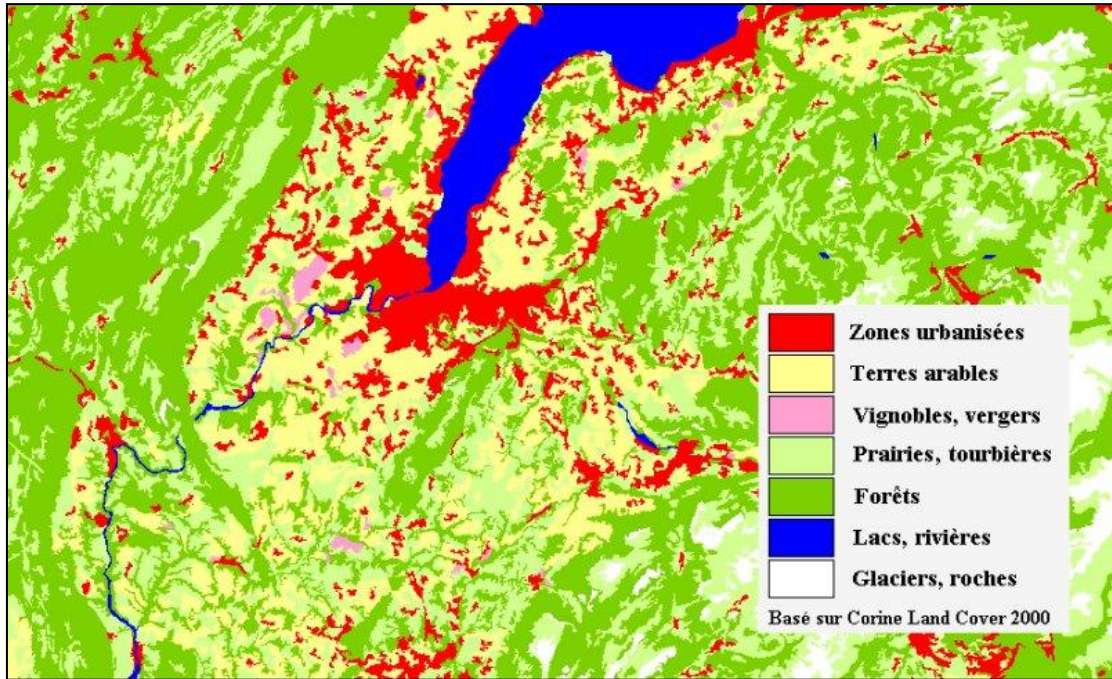 Zones urbanisées
Terres arables
Vignobles, vergers
Prairies, tourbières
Forêts
Lacs, rivières
Glaciers, roches
Basé sur Corine Land Cover 2000